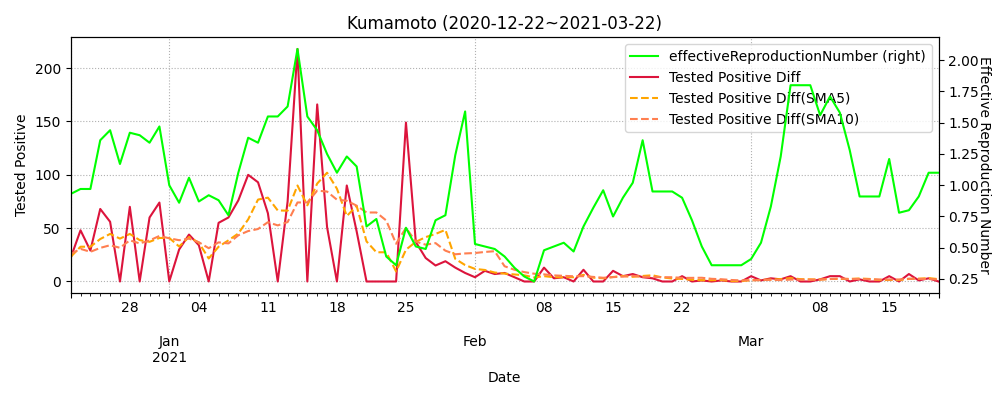 Kumamoto (2020-12-22~2021-03-22)
effectiveReproductionNumber (right)
Tested Positive Diff
Tested Positive Diff(SMA5)
Tested Positive Diff(SMA10)
Tested Positive
200
150
100
50
0
2.00
1.75
1.50
1.25
1.00
0.75
0.50
0.25
Effective Reproduction Number
28 04 11 18 25 08 15 22 08 15
Jan Feb Mar
2021
Date